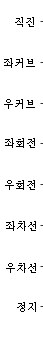 직진 -
좌커브 -
우커브 -
좌회전 -
우회전 -
좌차선 -
우차선 -
정지 -